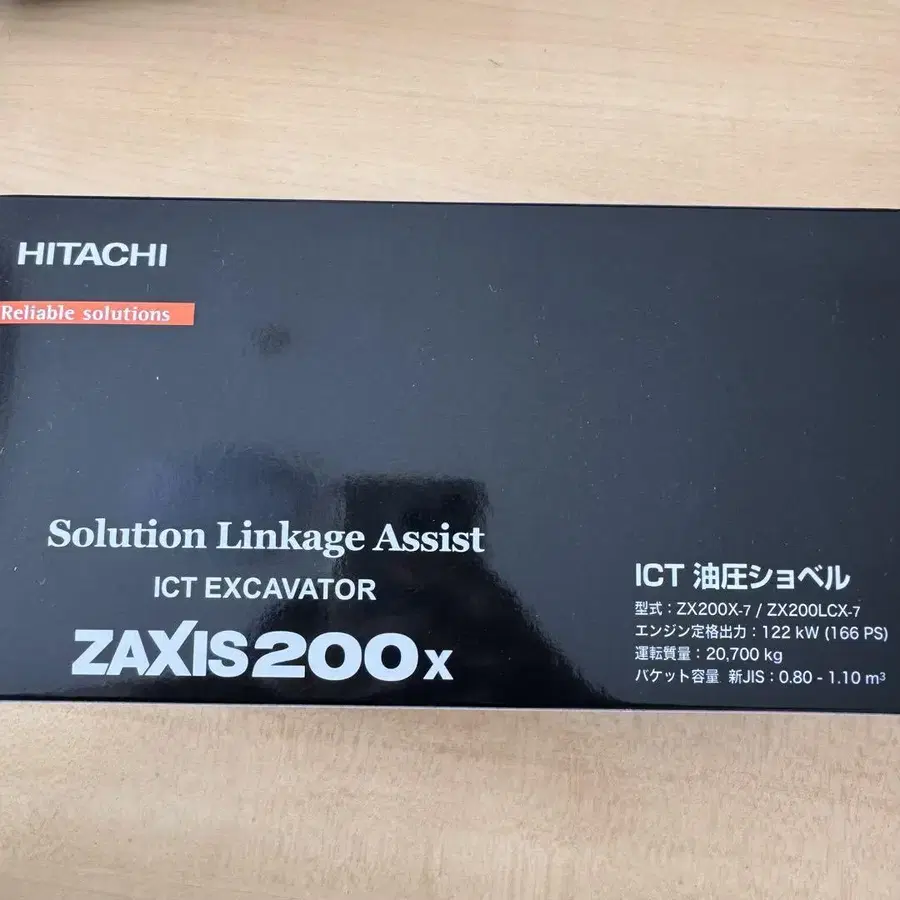 HITACHI
Reliable solutions
Solution Linkage Assist
ICT EXCAVATOR
ZAXIS200X
ICT 油圧ショベル
型式：ZX200X-7 / ZX200LCX-7
エンジン定格出力：122 kW (166 PS)
運転質量：20,700 kg
バケット容量 新JIS：0.80 - 1.10 m³